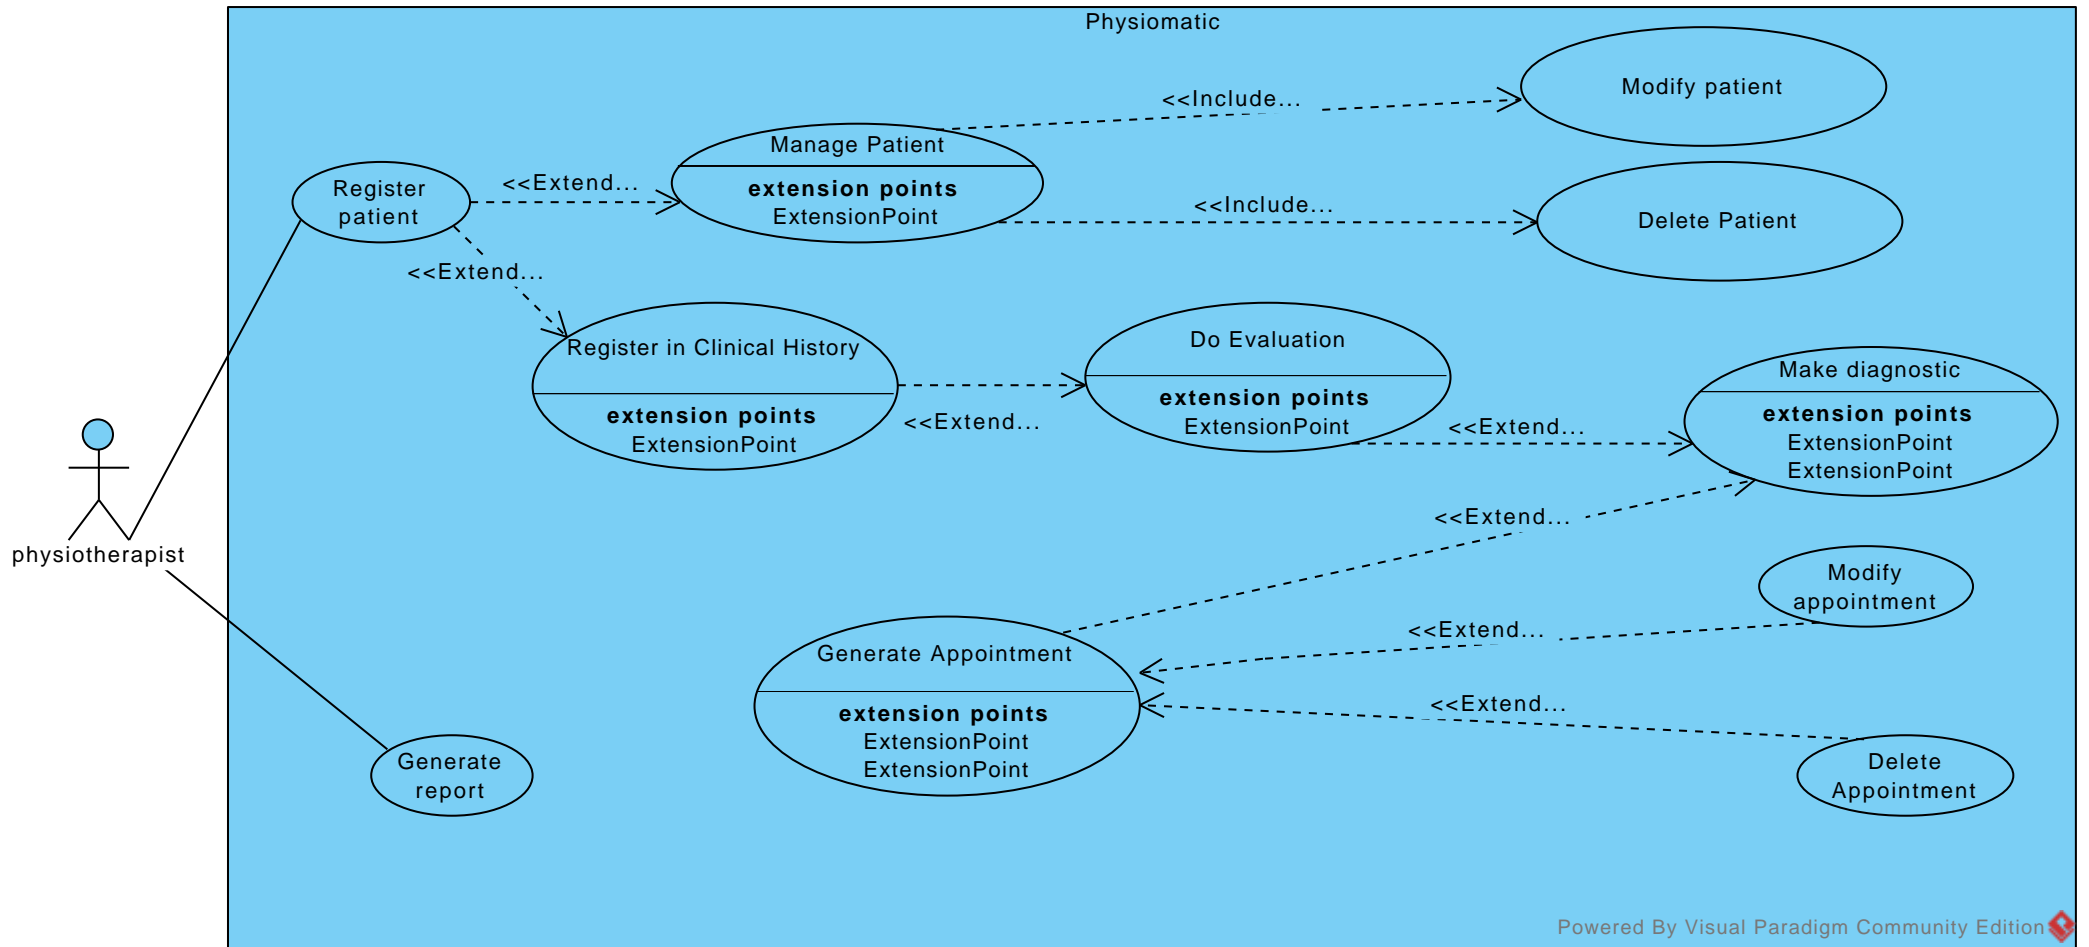 Physiomatic
Modify patient
<<Include...
Manage Patient
extension points
ExtensionPoint
Register
patient
<<Extend...
<<Include...
Delete Patient
<<Extend...
Register in Clinical History
extension points
ExtensionPoint
<<Extend...
Do Evaluation
extension points
ExtensionPoint
<<Extend...
Make diagnostic
extension points
ExtensionPoint
ExtensionPoint
<<Extend...
physiotherapist
Modify
appointment
<<Extend...
Generate Appointment
extension points
ExtensionPoint
ExtensionPoint
<<Extend...
Delete
Appointment
Generate
report
Powered By Visual Paradigm Community Edition